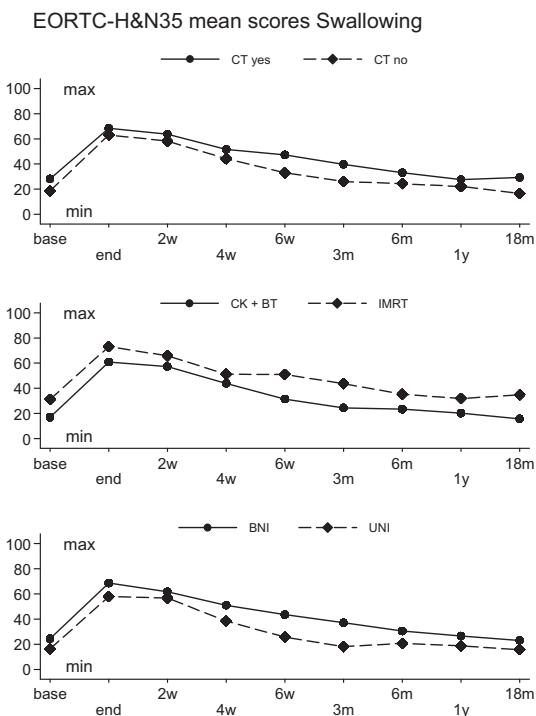 EORTC-H&N35 mean scores Swallowing
CT yes CT no
100 max
80
60
40
20
0 min
base 2w 6w 6m 18m
end 4w 3m 1y
CK + BT IMRT
100 max
80
60
40
20
0 min
base 2w 6w 6m 18m
end 4w 3m 1y
BNI UNI
100 max
80
60
40
20
0 min
base 2w 6w 6m 18m
end 4w 3m 1y